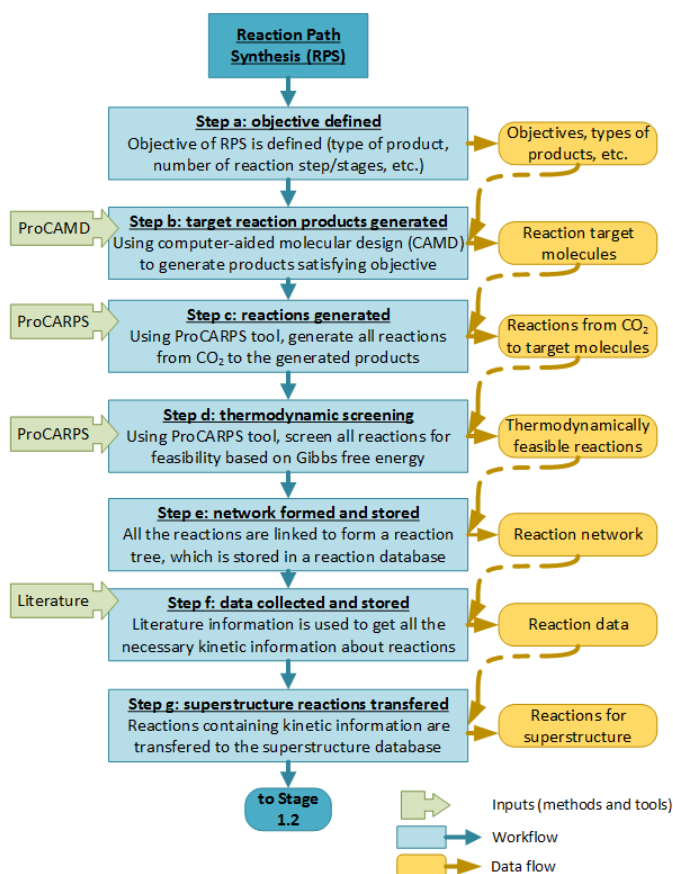 Reaction Path
Synthesis (RPS)
Step a: objective defined
Objective of RPS is defined (type of product,
number of reaction step/stages, etc.)
Objectives, types of
products, etc.
ProCAMD
Step b: target reaction products generated
Using computer-aided molecular design (CAMD)
to generate products satisfying objective
Reaction target
molecules
ProCARPS
Step c: reactions generated
Using ProCARPS tool, generate all reactions
from CO₂ to the generated products
Reactions from CO₂
to target molecules
ProCARPS
Step d: thermodynamic screening
Using ProCARPS tool, screen all reactions for
feasibility based on Gibbs free energy
Thermodynamically
feasible reactions
Step e: network formed and stored
All the reactions are linked to form a reaction
tree, which is stored in a reaction database
Reaction network
Literature
Step f: data collected and stored
Literature information is used to get all the
necessary kinetic information about reactions
Reaction data
Step g: superstructure reactions transfered
Reactions containing kinetic information are
transfered to the superstructure database
Reactions for
superstructure
to Stage
1.2
Inputs (methods and tools)
Workflow
Data flow